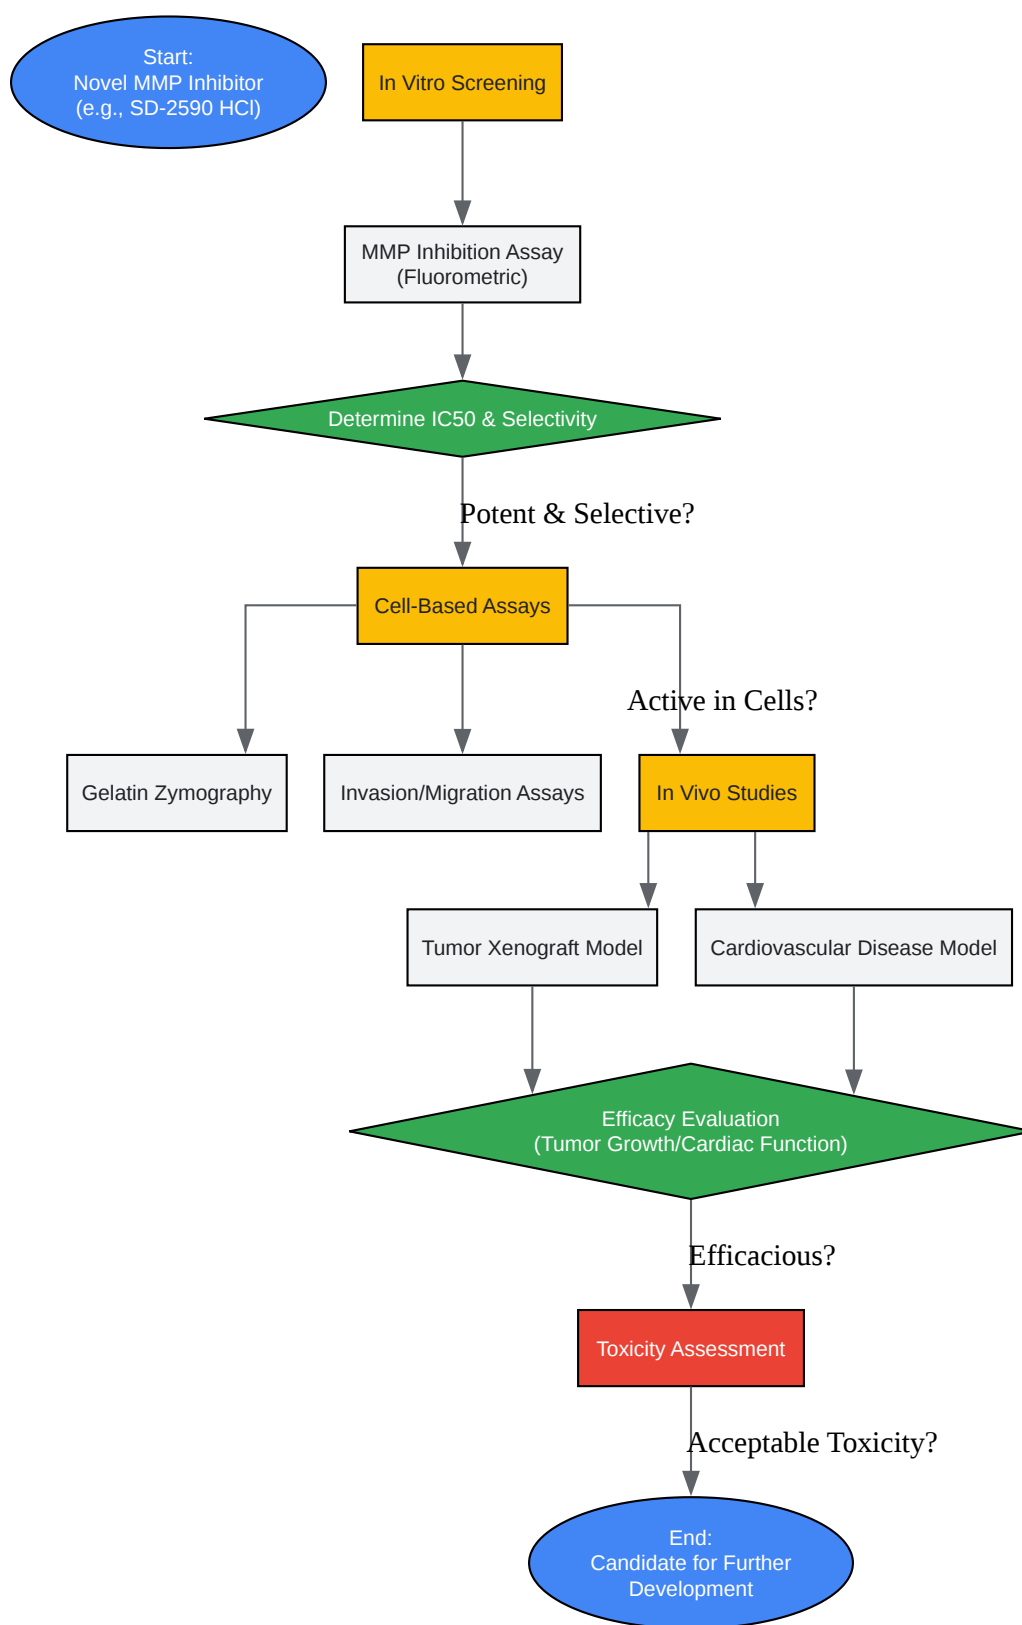 Start:
Novel MMP Inhibitor
(e.g., SD-2590 HCl)
In Vitro Screening
MMP Inhibition Assay
(Fluorometric)
Determine IC50 & Selectivity
Potent & Selective?
Cell-Based Assays
Active in Cells?
Gelatin Zymography
Invasion/Migration Assays
In Vivo Studies
Tumor Xenograft Model
Cardiovascular Disease Model
Efficacy Evaluation
(Tumor Growth/Cardiac Function)
Efficacious?
Toxicity Assessment
Acceptable Toxicity?
End:
Candidate for Further
Development